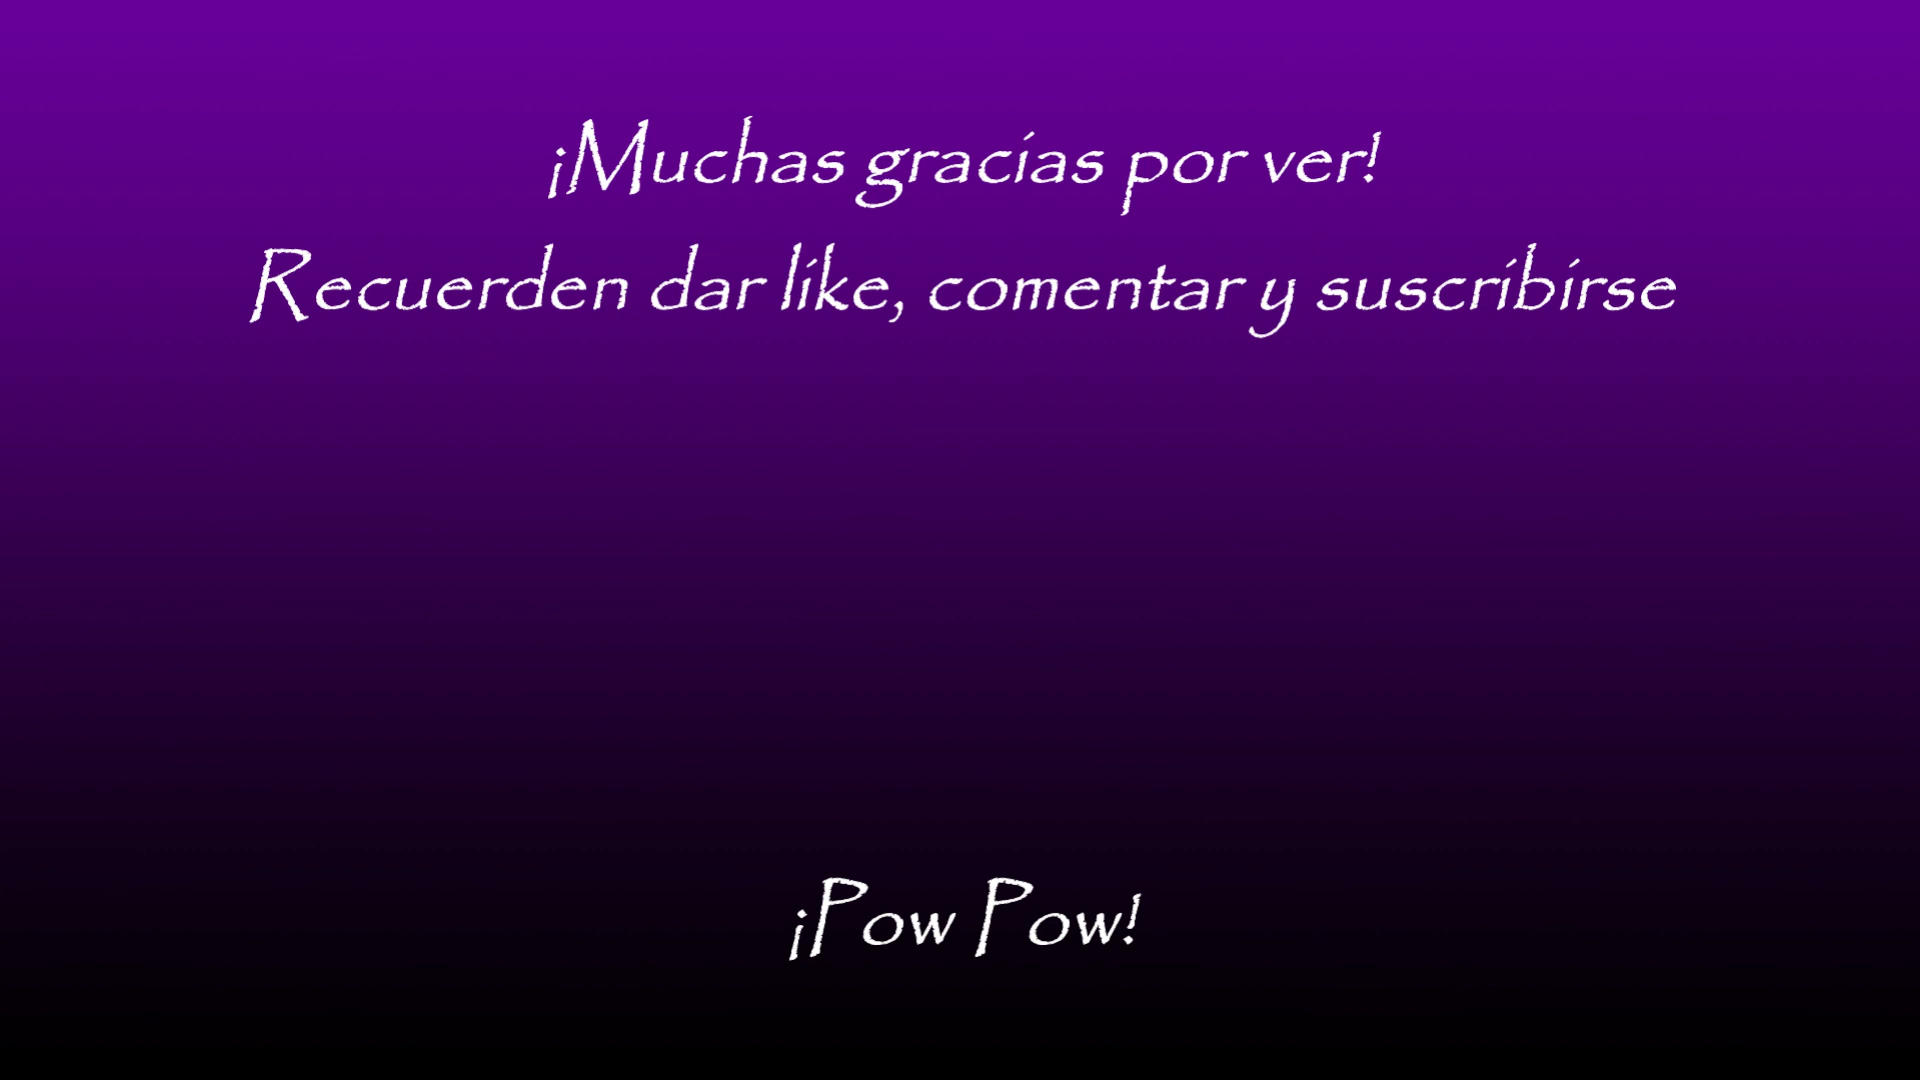 ¡Muchas gracias por ver!
Recuerden dar like, comentar y suscribirse
¡Pow Pow!